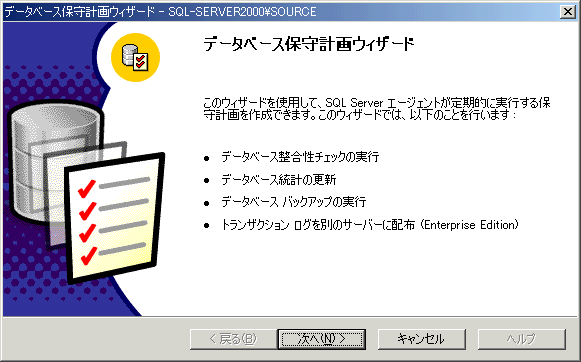 データベース保守計画ウィザード - SQL-SERVER2000¥SOURCE
データベース保守計画ウィザード
このウィザードを使用して、SQL Server エージェントが定期的に実行する保
守計画を作成できます。このウィザードでは、以下のことを行います :
● データベース整合性チェックの実行
● データベース統計の更新
● データベース バックアップの実行
● トランザクション ログを別のサーバーに配布 (Enterprise Edition)
< 戻る(B) 次へ(N) > キャンセル ヘルプ